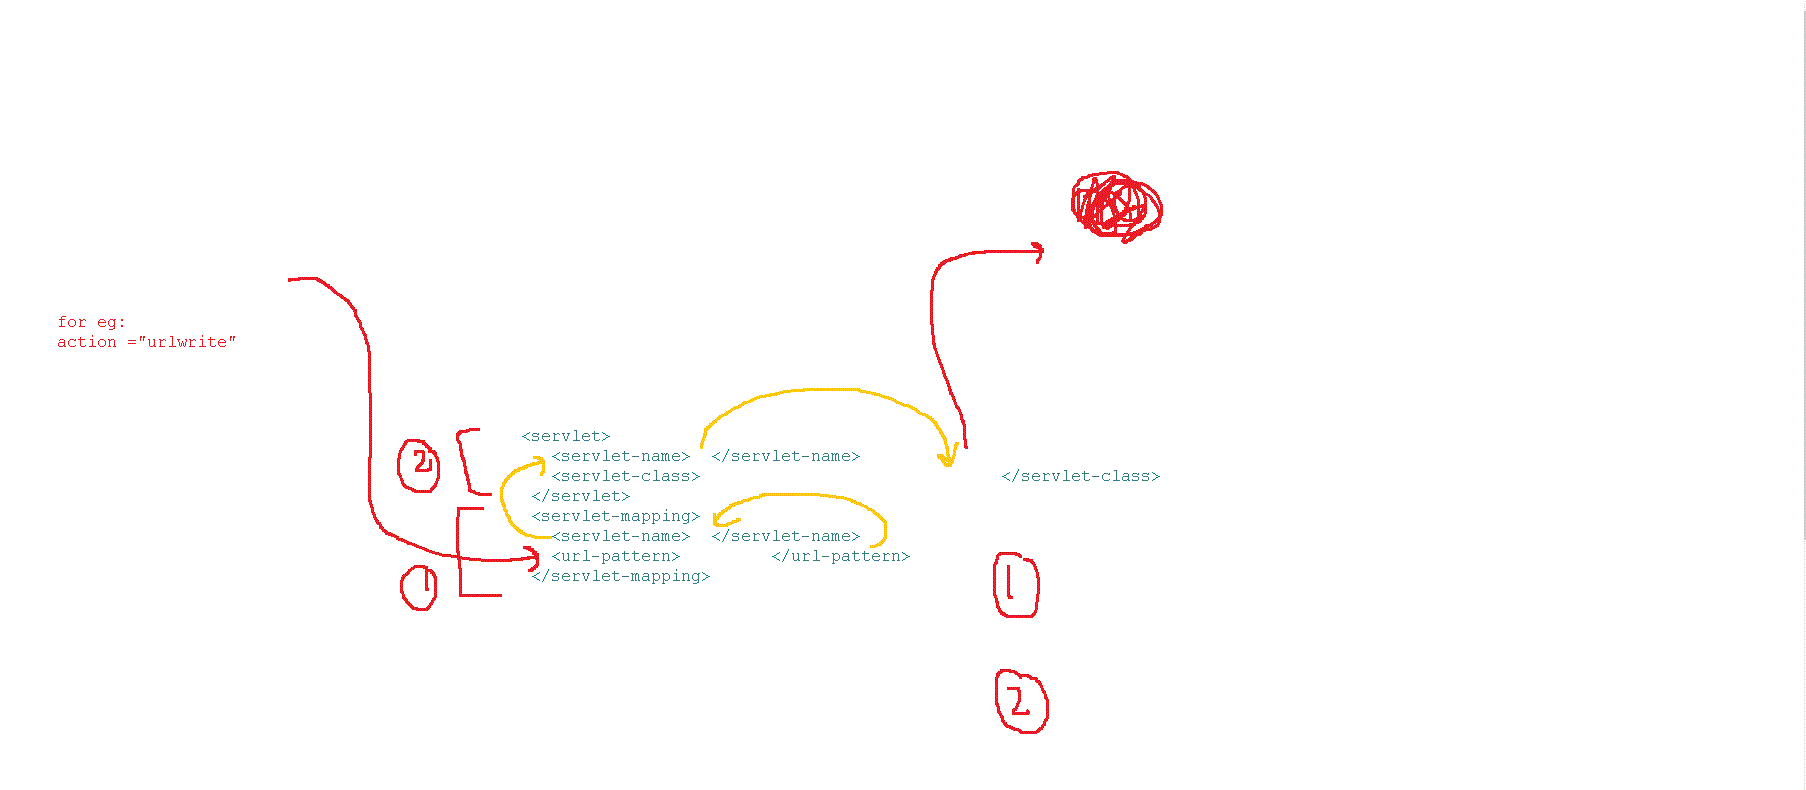 for eg:
action ="urlwrite"
<servlet>
2 <servlet-name> </servlet-name>
<servlet-class> </servlet-class>
</servlet>
<servlet-mapping>
<servlet-name> </servlet-name>
<url-pattern> </url-pattern>
1 </servlet-mapping>
1
2